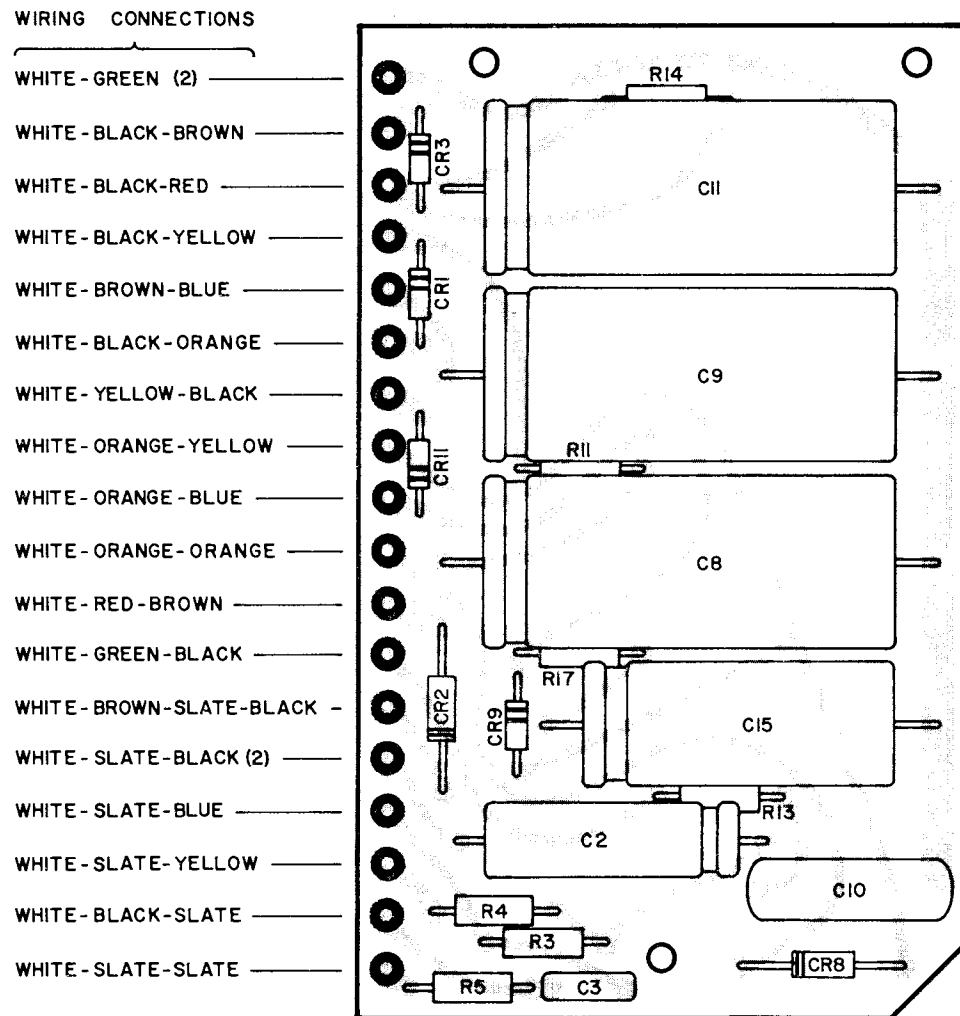 WIRING CONNECTIONS
WHITE-GREEN (2)
WHITE-BLACK-BROWN
WHITE-BLACK-RED
WHITE-BLACK-YELLOW
WHITE-BROWN-BLUE
WHITE-BLACK-ORANGE
WHITE-YELLOW-BLACK
WHITE-ORANGE-YELLOW
WHITE-ORANGE-BLUE
WHITE-ORANGE-ORANGE
WHITE-RED-BROWN
WHITE-GREEN-BLACK
WHITE-BROWN-SLATE-BLACK
WHITE-SLATE-BLACK (2)
WHITE-SLATE-BLUE
WHITE-SLATE-YELLOW
WHITE-BLACK-SLATE
WHITE-SLATE-SLATE
R14
CR3
C11
CR1
C9
R11
CR11
C8
R17
CR2
CR9
C15
R13
C2
C10
R4
R3
CR8
R5
C3